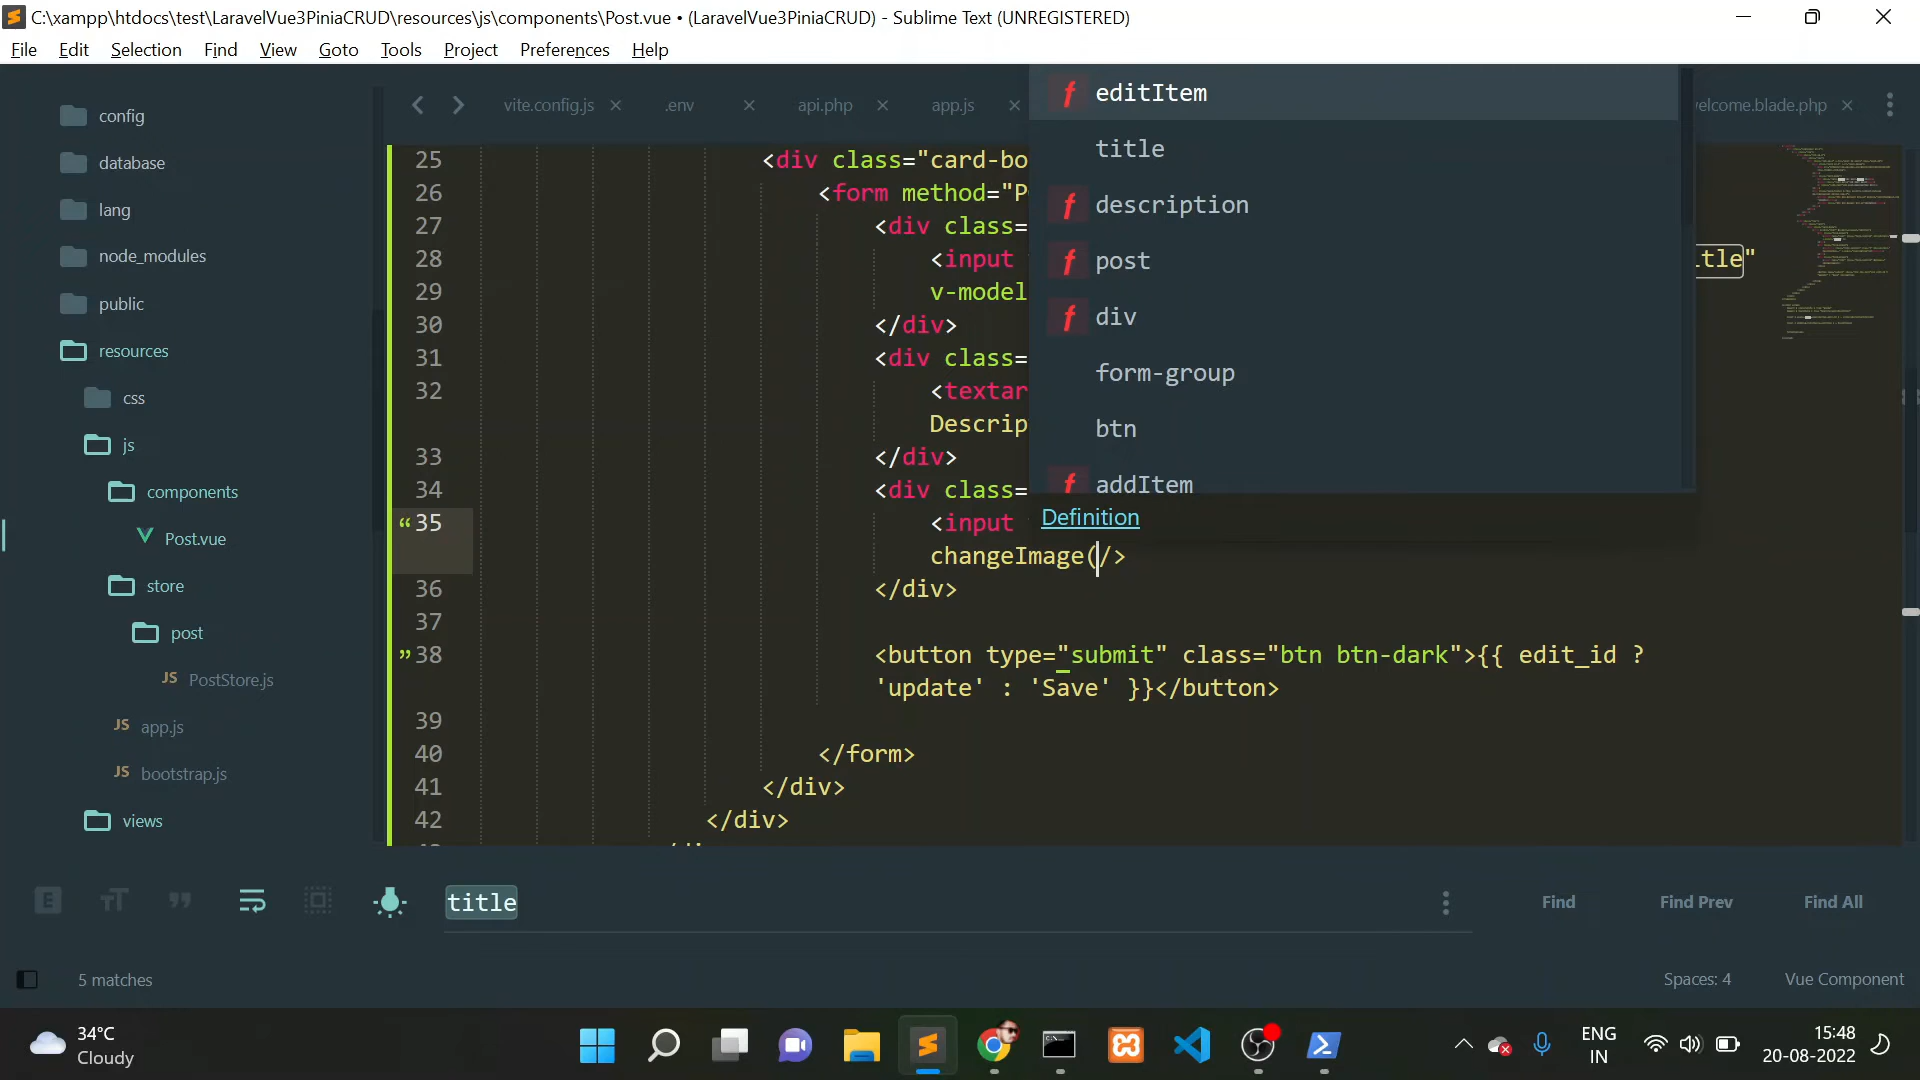 C:\xampp\htdocs\test\LaravelVue3PiniaCRUD\resources\js\components\Post.vue • (LaravelVue3PiniaCRUD) - Sublime Text (UNREGISTERED)
File Edit Selection Find View Goto Tools Project Preferences Help
config
database
lang
node_modules
public
resources
css
js
components
Post.vue
store
post
JS PostStore.js
JS app.js
JS bootstrap.js
views
vite.config.js .env api.php app.js elcome.blade.php
f editItem
title
f description
f post
f div
form-group
btn
f addItem
Definition
25 <div class="card-bo
26 <form method="P
27 <div class=
28 <input tle"
29 v-model
30 </div>
31 <div class=
32 <textar
Descrip
33 </div>
34 <div class=
“35 <input
changeImage(/>
36 </div>
37
”38 <button type="submit" class="btn btn-dark">{{ edit_id ?
'update' : 'Save' }}</button>
39
40 </form>
41 </div>
42 </div>
title Find Find Prev Find All
5 matches Spaces: 4 Vue Component
34°C
Cloudy
ENG
IN
15:48
20-08-2022